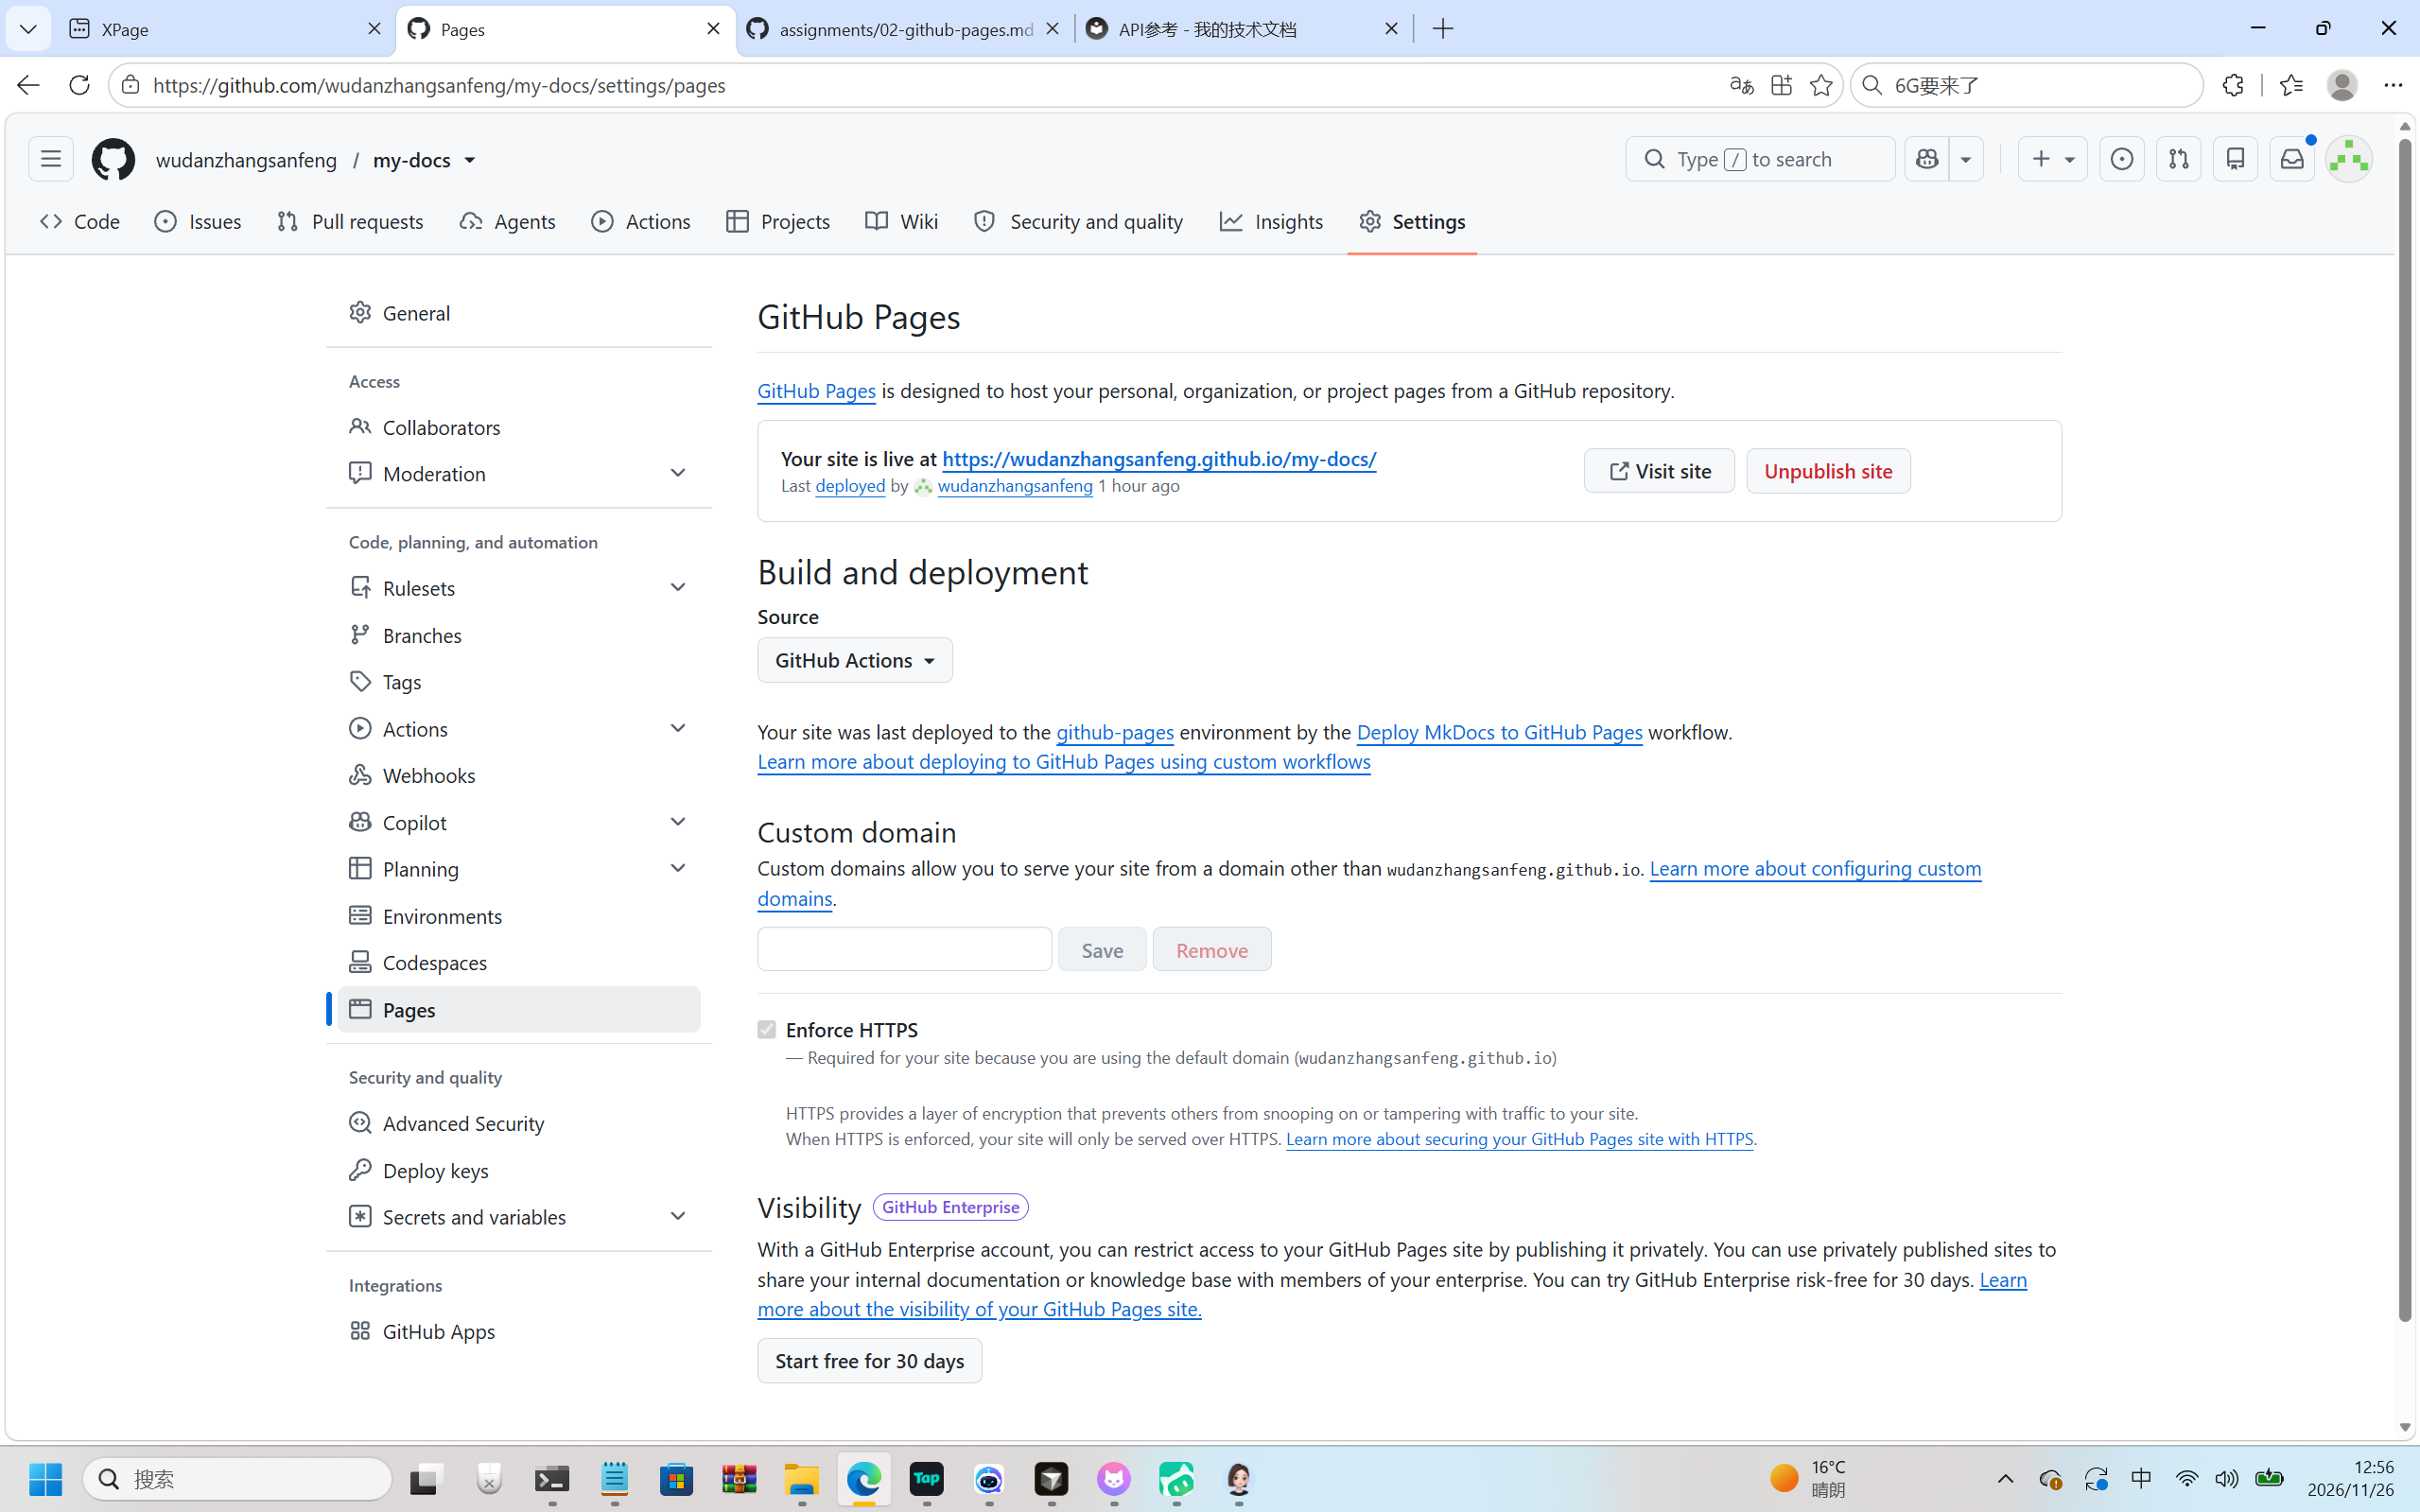 XPage
Pages
assignments/02-github-pages.md
API参考 - 我的技术文档
https://github.com/wudanzhangsanfeng/my-docs/settings/pages
6G要来了
wudanzhangsanfeng / my-docs
Type / to search
Code
Issues
Pull requests
Agents
Actions
Projects
Wiki
Security and quality
Insights
Settings
General
Access
Collaborators
Moderation
Code, planning, and automation
Rulesets
Branches
Tags
Actions
Webhooks
Copilot
Planning
Environments
Codespaces
Pages
Security and quality
Advanced Security
Deploy keys
Secrets and variables
Integrations
GitHub Apps
GitHub Pages
GitHub Pages is designed to host your personal, organization, or project pages from a GitHub repository.
Your site is live at https://wudanzhangsanfeng.github.io/my-docs/
Last deployed by wudanzhangsanfeng 1 hour ago
Visit site
Unpublish site
Build and deployment
Source
GitHub Actions
Your site was last deployed to the github-pages environment by the Deploy MkDocs to GitHub Pages workflow.
Learn more about deploying to GitHub Pages using custom workflows
Custom domain
Custom domains allow you to serve your site from a domain other than wudanzhangsanfeng.github.io. Learn more about configuring custom
domains.
Save
Remove
Enforce HTTPS
— Required for your site because you are using the default domain (wudanzhangsanfeng.github.io)
HTTPS provides a layer of encryption that prevents others from snooping on or tampering with traffic to your site.
When HTTPS is enforced, your site will only be served over HTTPS. Learn more about securing your GitHub Pages site with HTTPS.
Visibility GitHub Enterprise
With a GitHub Enterprise account, you can restrict access to your GitHub Pages site by publishing it privately. You can use privately published sites to
share your internal documentation or knowledge base with members of your enterprise. You can try GitHub Enterprise risk-free for 30 days. Learn
more about the visibility of your GitHub Pages site.
Start free for 30 days
搜索
Tap
16°C
晴朗
中
12:56
2026/11/26